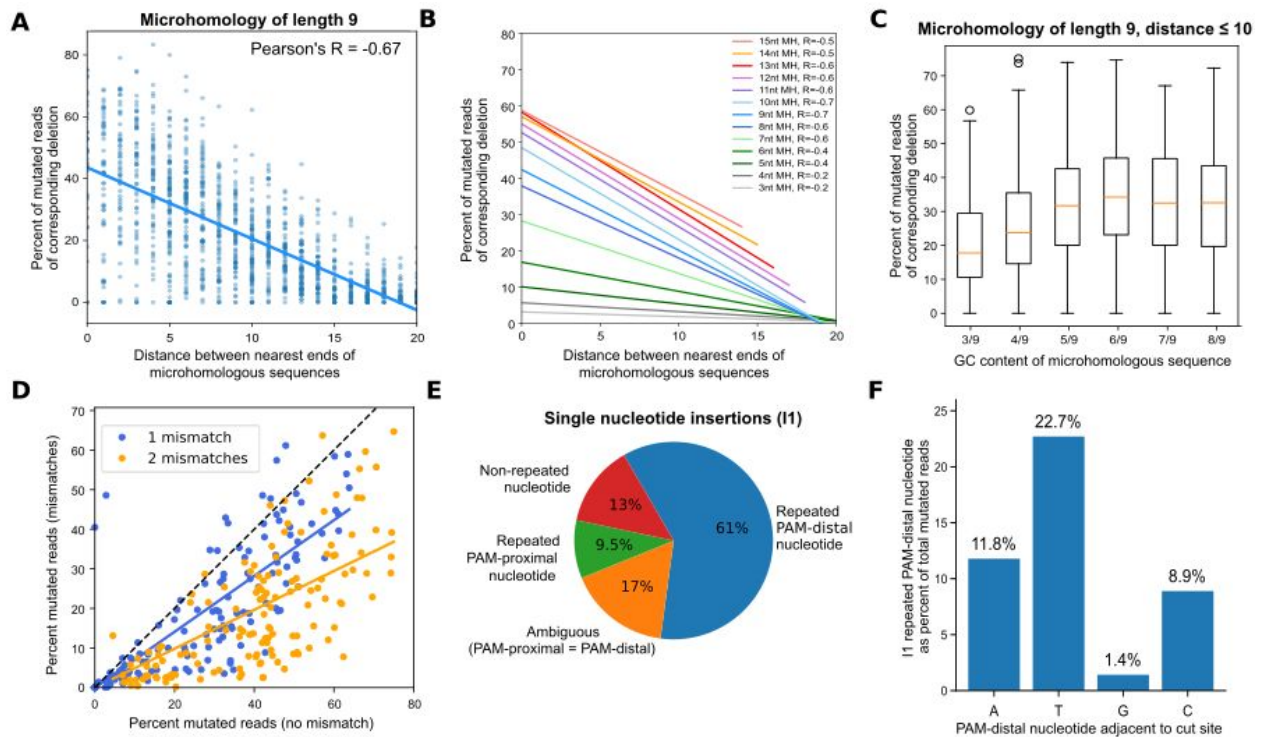 A
Microhomology of length 9
Pearson's R = -0.67
Percent of mutated reads
of corresponding deletion
80
60
40
20
0
0 5 10 15 20
Distance between nearest ends of
microhomologous sequences
B
15nt MH, R=-0.5
14nt MH, R=-0.5
13nt MH, R=-0.6
12nt MH, R=-0.6
11nt MH, R=-0.6
10nt MH, R=-0.7
9nt MH, R=-0.7
8nt MH, R=-0.6
7nt MH, R=-0.6
6nt MH, R=-0.4
5nt MH, R=-0.4
4nt MH, R=-0.2
3nt MH, R=-0.2
Percent of mutated reads
of corresponding deletion
80
70
60
50
40
30
20
10
0
0 5 10 15 20
Distance between nearest ends of
microhomologous sequences
C
Microhomology of length 9, distance ≤ 10
Percent of mutated reads
of corresponding deletion
70
60
50
40
30
20
10
0
3/9 4/9 5/9 6/9 7/9 8/9
GC content of microhomologous sequence
D
1 mismatch
2 mismatches
Percent mutated reads (mismatches)
70
60
50
40
30
20
10
0
0 20 40 60 80
Percent mutated reads (no mismatch)
E
Single nucleotide insertions (I1)
Non-repeated
nucleotide
13%
Repeated
PAM-proximal
nucleotide
9.5%
17%
Ambiguous
(PAM-proximal = PAM-distal)
61%
Repeated
PAM-distal
nucleotide
F
I1 repeated PAM-distal nucleotide
as percent of total mutated reads
25
20
15
10
5
0
11.8%
22.7%
1.4%
8.9%
A T G C
PAM-distal nucleotide adjacent to cut site